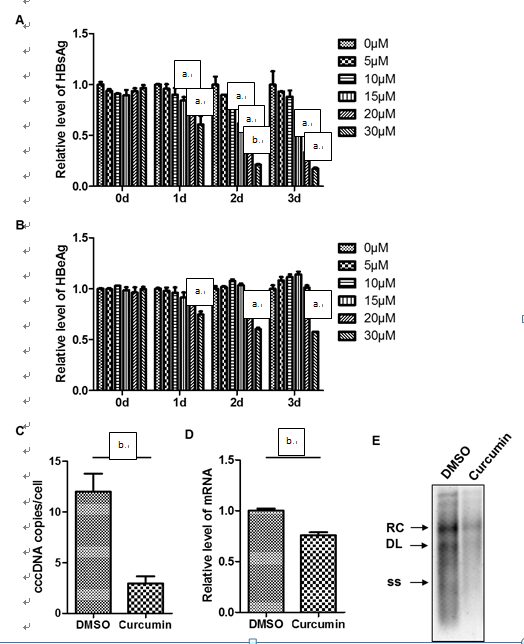 A
Relative level of HBsAg
1.5
1.0
0.5
0.0
0d
1d
2d
3d
a.
a.
a.
a.
b.
a.
a.
0μM
5μM
10μM
15μM
20μM
30μM
B
Relative level of HBeAg
1.5
1.0
0.5
0.0
0d
1d
2d
3d
a.
a.
a.
0μM
5μM
10μM
15μM
20μM
30μM
C
cccDNA copies/cell
15
10
5
0
b.
DMSO
Curcumin
D
Relative level of mRNA
1.5
1.0
0.5
0.0
b.
DMSO
Curcumin
E
DMSO
Curcumin
RC
DL
ss